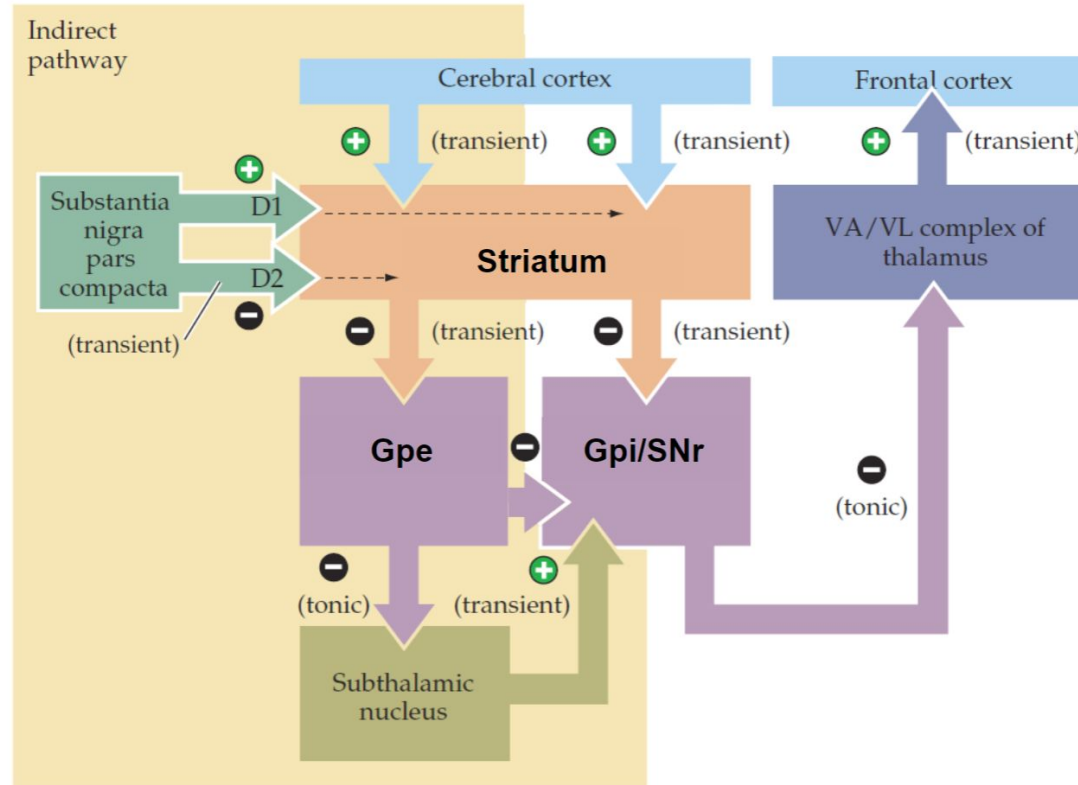 Indirect
pathway
Cerebral cortex
Frontal cortex
+
(transient)
+
(transient)
+
(transient)
+
Substantia
nigra
pars
compacta
D1
D2
−
(transient)
Striatum
VA/VL complex of
thalamus
−
(transient)
−
(transient)
Gpe
−
Gpi/SNr
−
(tonic)
−
(tonic)
+
(transient)
Subthalamic
nucleus